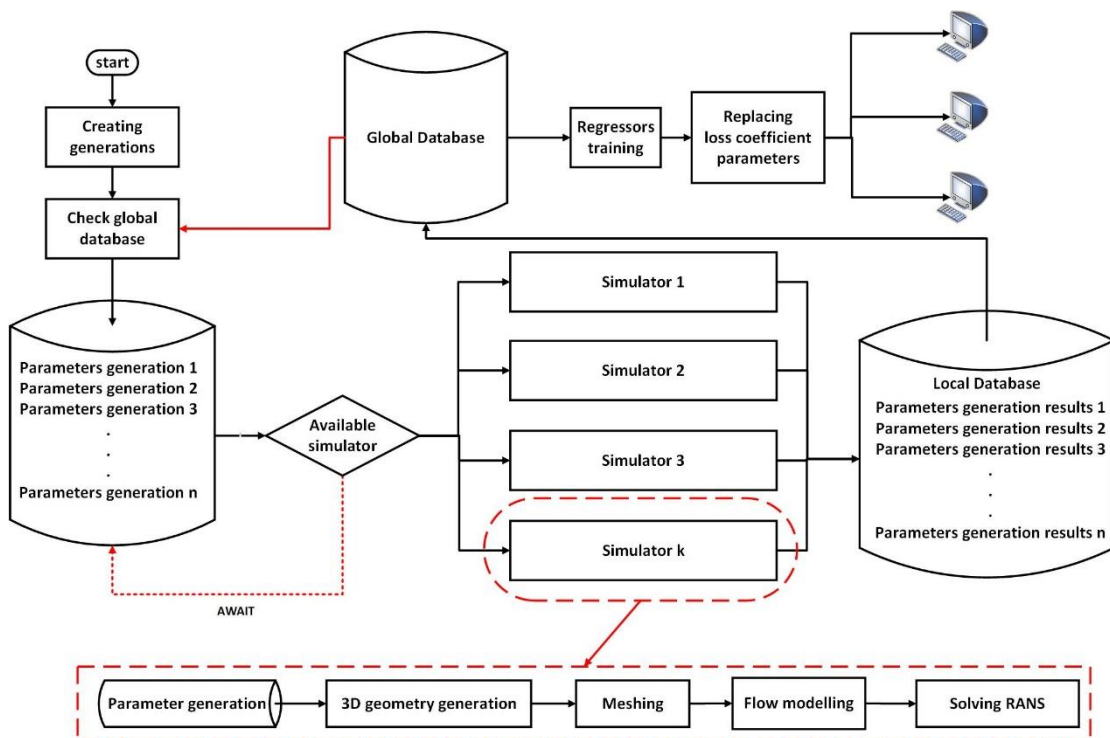 start
Creating
generations
Check global
database
Global Database
Regressors
training
Replacing
loss coefficient
parameters
Parameters generation 1
Parameters generation 2
Parameters generation 3
.
.
.
Parameters generation n
Available
simulator
AWAIT
Simulator 1
Simulator 2
Simulator 3
Simulator k
Local Database
Parameters generation results 1
Parameters generation results 2
Parameters generation results 3
.
.
.
Parameters generation results n
Parameter generation
3D geometry generation
Meshing
Flow modelling
Solving RANS